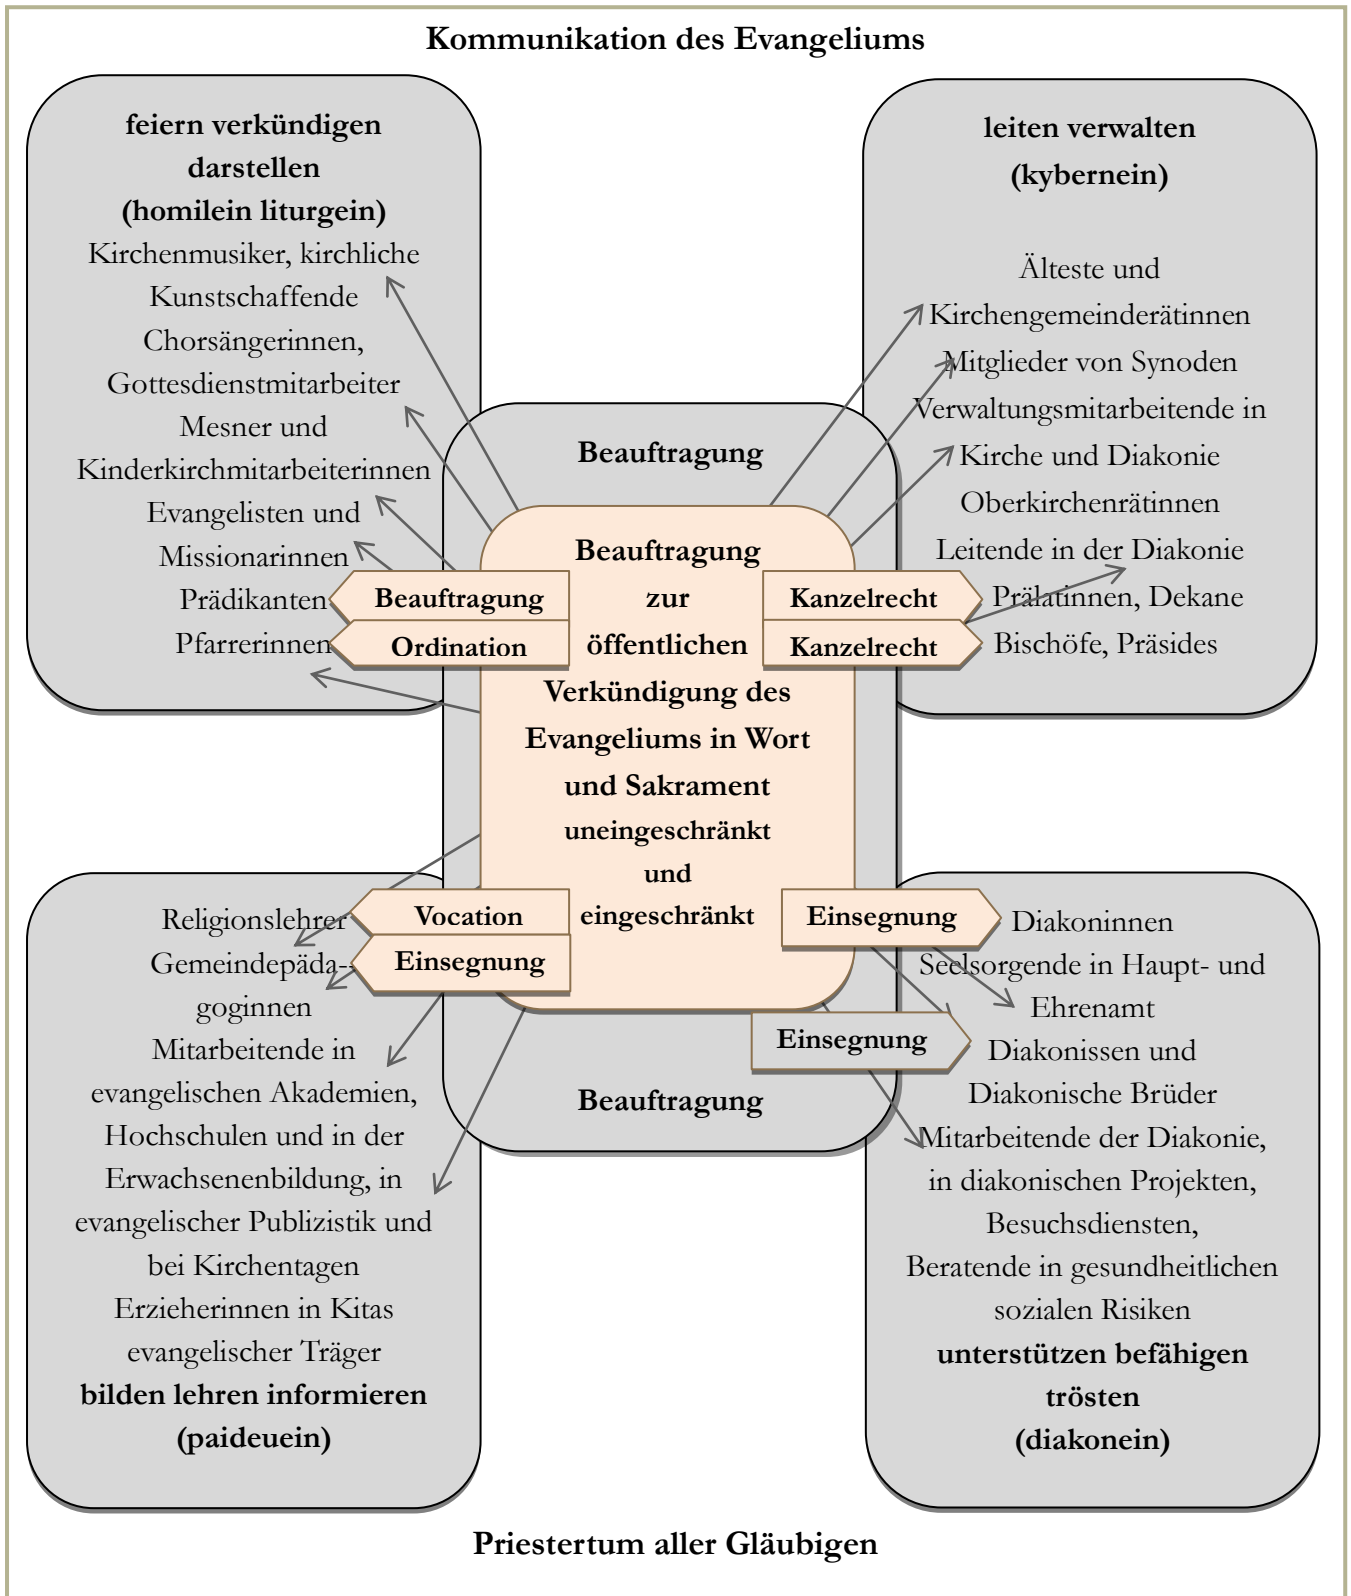 Kommunikation des Evangeliums
feiern verkündigen
darstellen
(homilein liturgein)
Kirchenmusiker, kirchliche
Kunstschaffende
Chorsängerinnen,
Gottesdienstmitarbeiter
Mesner und
Kinderkirchmitarbeiterinnen
Evangelisten und
Missionarinnen
Prädikanten
Pfarrerinnen
Beauftragung
Ordination
leiten verwalten
(kybernein)
Älteste und
Kirchengemeinderätinnen
Mitglieder von Synoden
Verwaltungsmitarbeitende in
Kirche und Diakonie
Oberkirchenrätinnen
Leitende in der Diakonie
Prälatinnen, Dekane
Bischöfe, Präsides
Kanzelrecht
Kanzelrecht
Beauftragung
Beauftragung
zur
öffentlichen
Verkündigung des
Evangeliums in Wort
und Sakrament
uneingeschränkt
und
eingeschränkt
Beauftragung
Vocation
Einsegnung
Religionslehrer
Gemeindepäda-
goginnen
Mitarbeitende in
evangelischen Akademien,
Hochschulen und in der
Erwachsenenbildung, in
evangelischer Publizistik und
bei Kirchentagen
Erzieherinnen in Kitas
evangelischer Träger
bilden lehren informieren
(paideuein)
Einsegnung
Einsegnung
Diakoninnen
Seelsorgende in Haupt- und
Ehrenamt
Diakonissen und
Diakonische Brüder
Mitarbeitende der Diakonie,
in diakonischen Projekten,
Besuchsdiensten,
Beratende in gesundheitlichen
sozialen Risiken
unterstützen befähigen
trösten
(diakonein)
Priestertum aller Gläubigen